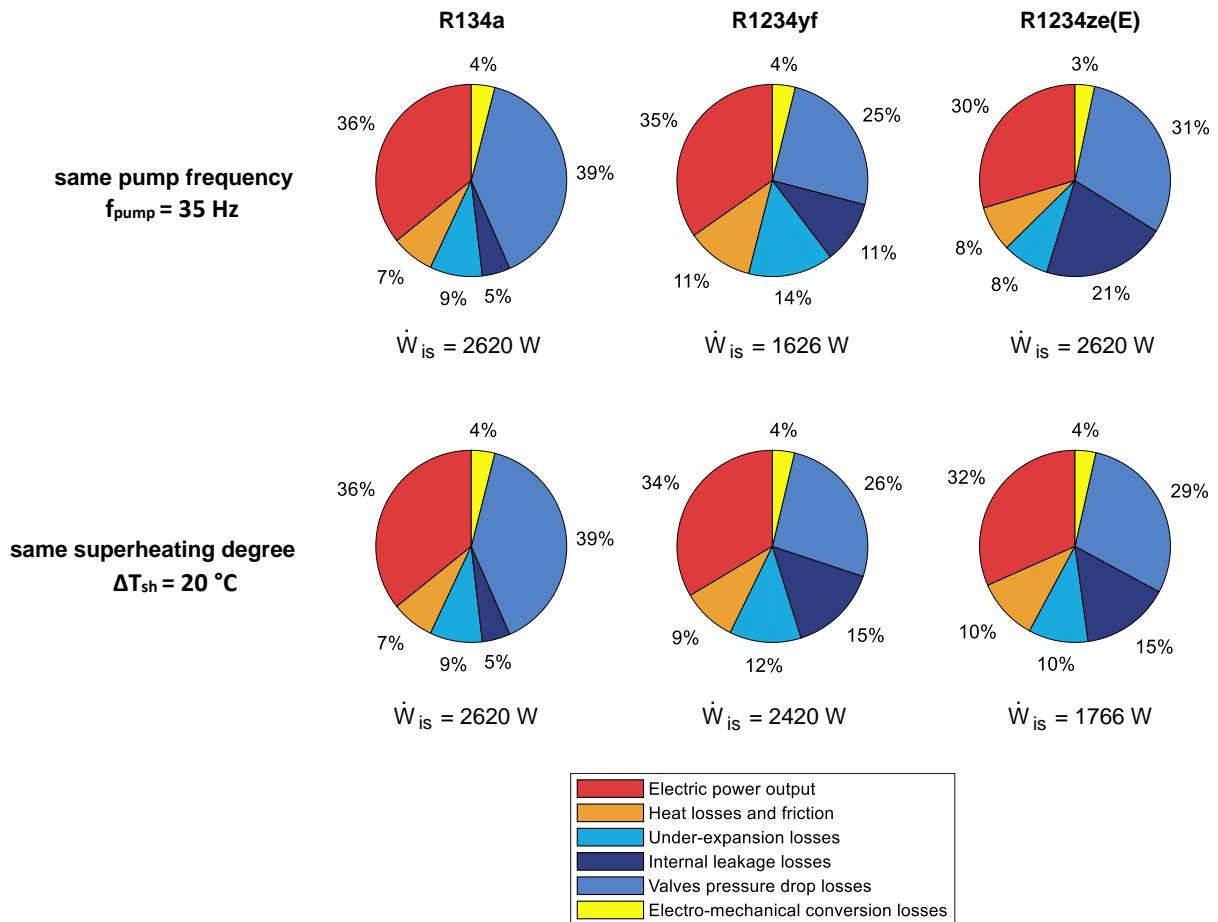 R134a
R1234yf
R1234ze(E)
same pump frequency
fpump = 35 Hz
4%
36%
39%
7%
9%
5%
Ẇis = 2620 W
4%
35%
25%
11%
14%
11%
Ẇis = 1626 W
3%
30%
31%
8%
8%
21%
Ẇis = 2620 W
same superheating degree
ΔTsh = 20 °C
4%
36%
39%
7%
9%
5%
Ẇis = 2620 W
4%
34%
26%
9%
12%
15%
Ẇis = 2420 W
4%
32%
29%
10%
10%
15%
Ẇis = 1766 W
Electric power output
Heat losses and friction
Under-expansion losses
Internal leakage losses
Valves pressure drop losses
Electro-mechanical conversion losses